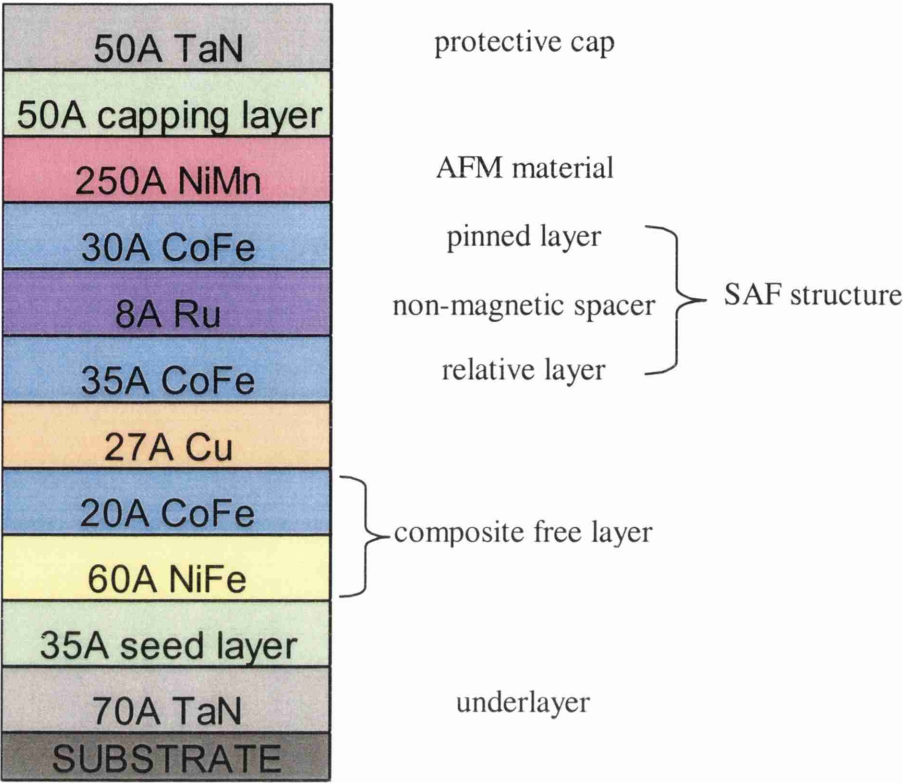 50A TaN
protective cap
50A capping layer
250A NiMn
AFM material
30A CoFe
pinned layer
8A Ru
non-magnetic spacer
SAF structure
35A CoFe
relative layer
27A Cu
20A CoFe
composite free layer
60A NiFe
35A seed layer
70A TaN
underlayer
SUBSTRATE